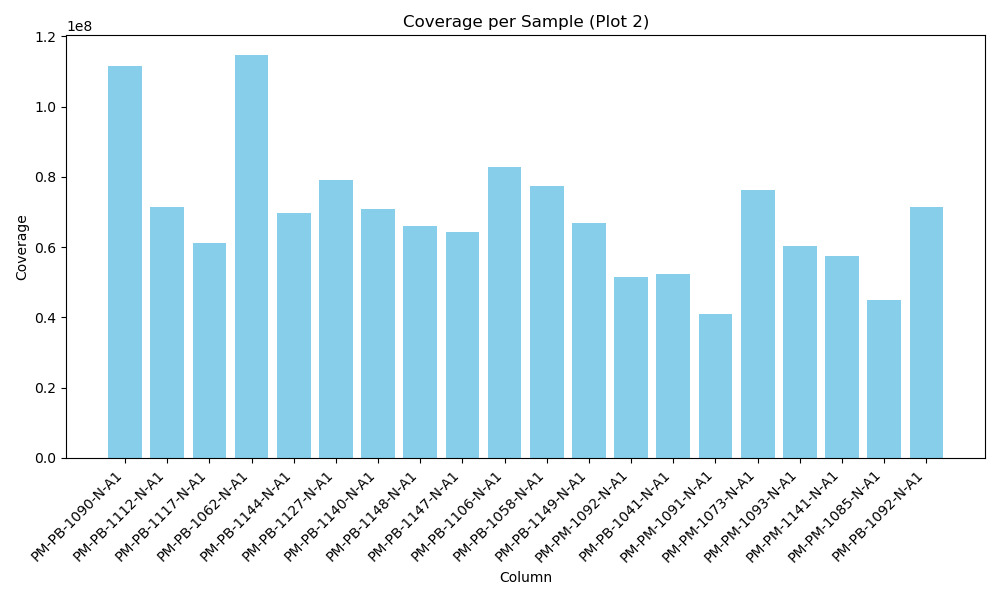 Coverage per Sample (Plot 2)
1e8
1.2
1.0
0.8
0.6
0.4
0.2
0.0
Coverage
PM-PB-1090-N-A1
PM-PB-1112-N-A1
PM-PB-1117-N-A1
PM-PB-1062-N-A1
PM-PB-1144-N-A1
PM-PB-1127-N-A1
PM-PB-1140-N-A1
PM-PB-1148-N-A1
PM-PB-1147-N-A1
PM-PB-1106-N-A1
PM-PB-1058-N-A1
PM-PB-1149-N-A1
PM-PM-1092-N-A1
PM-PB-1041-N-A1
PM-PM-1091-N-A1
PM-PM-1073-N-A1
PM-PM-1093-N-A1
PM-PM-1141-N-A1
PM-PM-1085-N-A1
PM-PB-1092-N-A1
Column